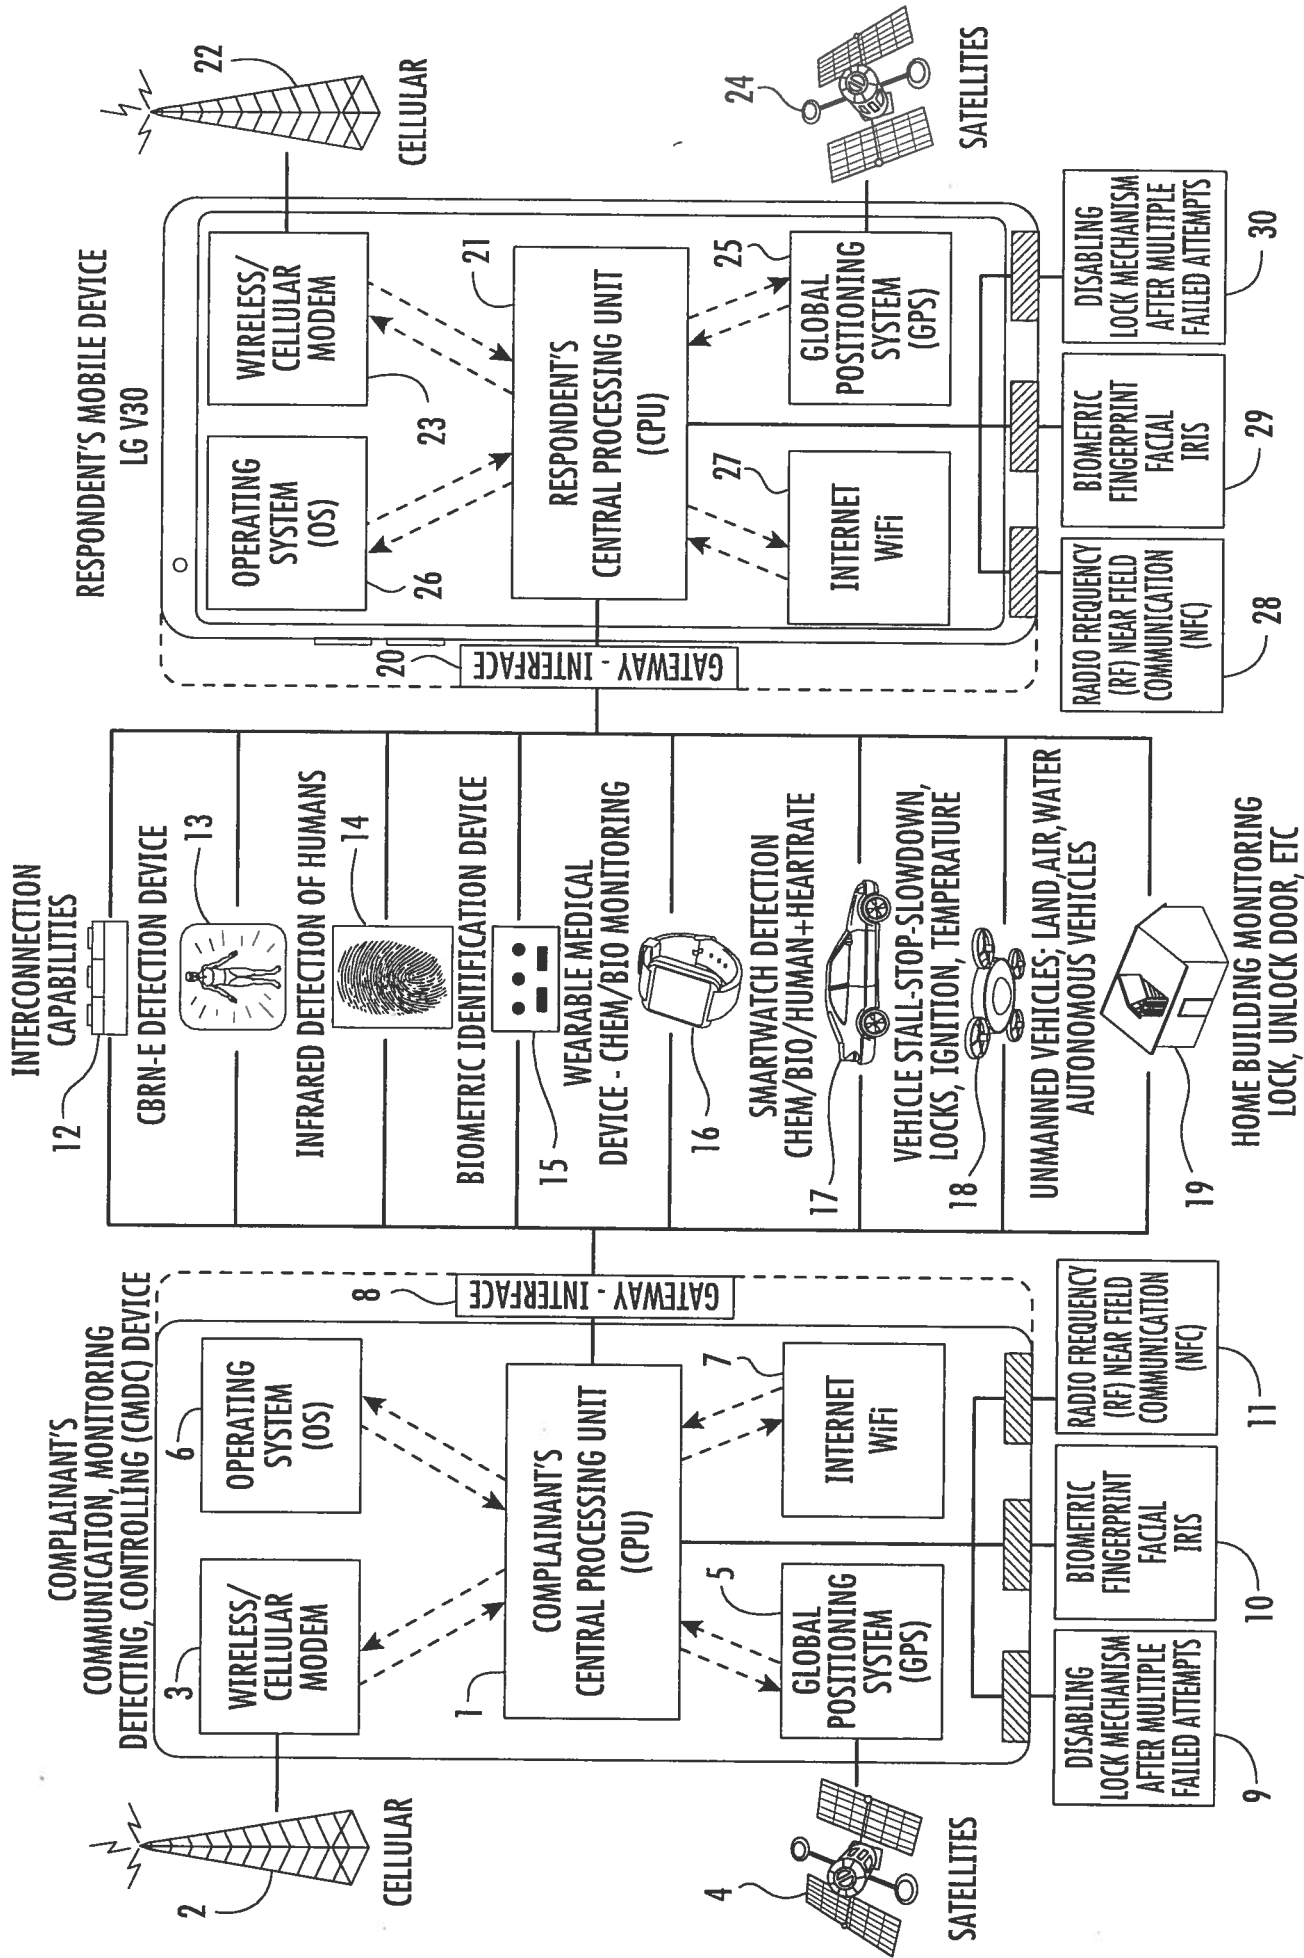 COMPLAINANT'S
COMMUNICATION, MONITORING
DETECTING, CONTROLLING (CMDC) DEVICE
2
CELLULAR
3
WIRELESS/
CELLULAR
MODEM
6
OPERATING
SYSTEM
(OS)
1
COMPLAINANT'S
CENTRAL PROCESSING UNIT
(CPU)
8
GATEWAY - INTERFACE
4
SATELLITES
5
GLOBAL
POSITIONING
SYSTEM
(GPS)
7
INTERNET
WiFi
DISABLING
LOCK MECHANISM
AFTER MULTIPLE
FAILED ATTEMPTS
9
BIOMETRIC
FINGERPRINT
FACIAL
IRIS
10
RADIO FREQUENCY
(RF) NEAR FIELD
COMMUNICATION
(NFC)
11
INTERCONNECTION
CAPABILITIES
12
CBRN-E DETECTION DEVICE
13
INFRARED DETECTION OF HUMANS
14
BIOMETRIC IDENTIFICATION DEVICE
15
WEARABLE MEDICAL
DEVICE - CHEM/BIO MONITORING
16
SMARTWATCH DETECTION
CHEM/BIO/HUMAN+HEARTRATE
17
VEHICLE STALL-STOP-SLOWDOWN,
LOCKS, IGNITION, TEMPERATURE
18
UNMANNED VEHICLES; LAND,AIR,WATER
AUTONOMOUS VEHICLES
19
HOME BUILDING MONITORING
LOCK, UNLOCK DOOR, ETC
RESPONDENT'S MOBILE DEVICE
LG V30
20
GATEWAY - INTERFACE
26
OPERATING
SYSTEM
(OS)
23
WIRELESS/
CELLULAR
MODEM
22
CELLULAR
21
RESPONDENT'S
CENTRAL PROCESSING UNIT
(CPU)
27
INTERNET
WiFi
25
GLOBAL
POSITIONING
SYSTEM
(GPS)
24
SATELLITES
RADIO FREQUENCY
(RF) NEAR FIELD
COMMUNICATION
(NFC)
28
BIOMETRIC
FINGERPRINT
FACIAL
IRIS
29
DISABLING
LOCK MECHANISM
AFTER MULTIPLE
FAILED ATTEMPTS
30